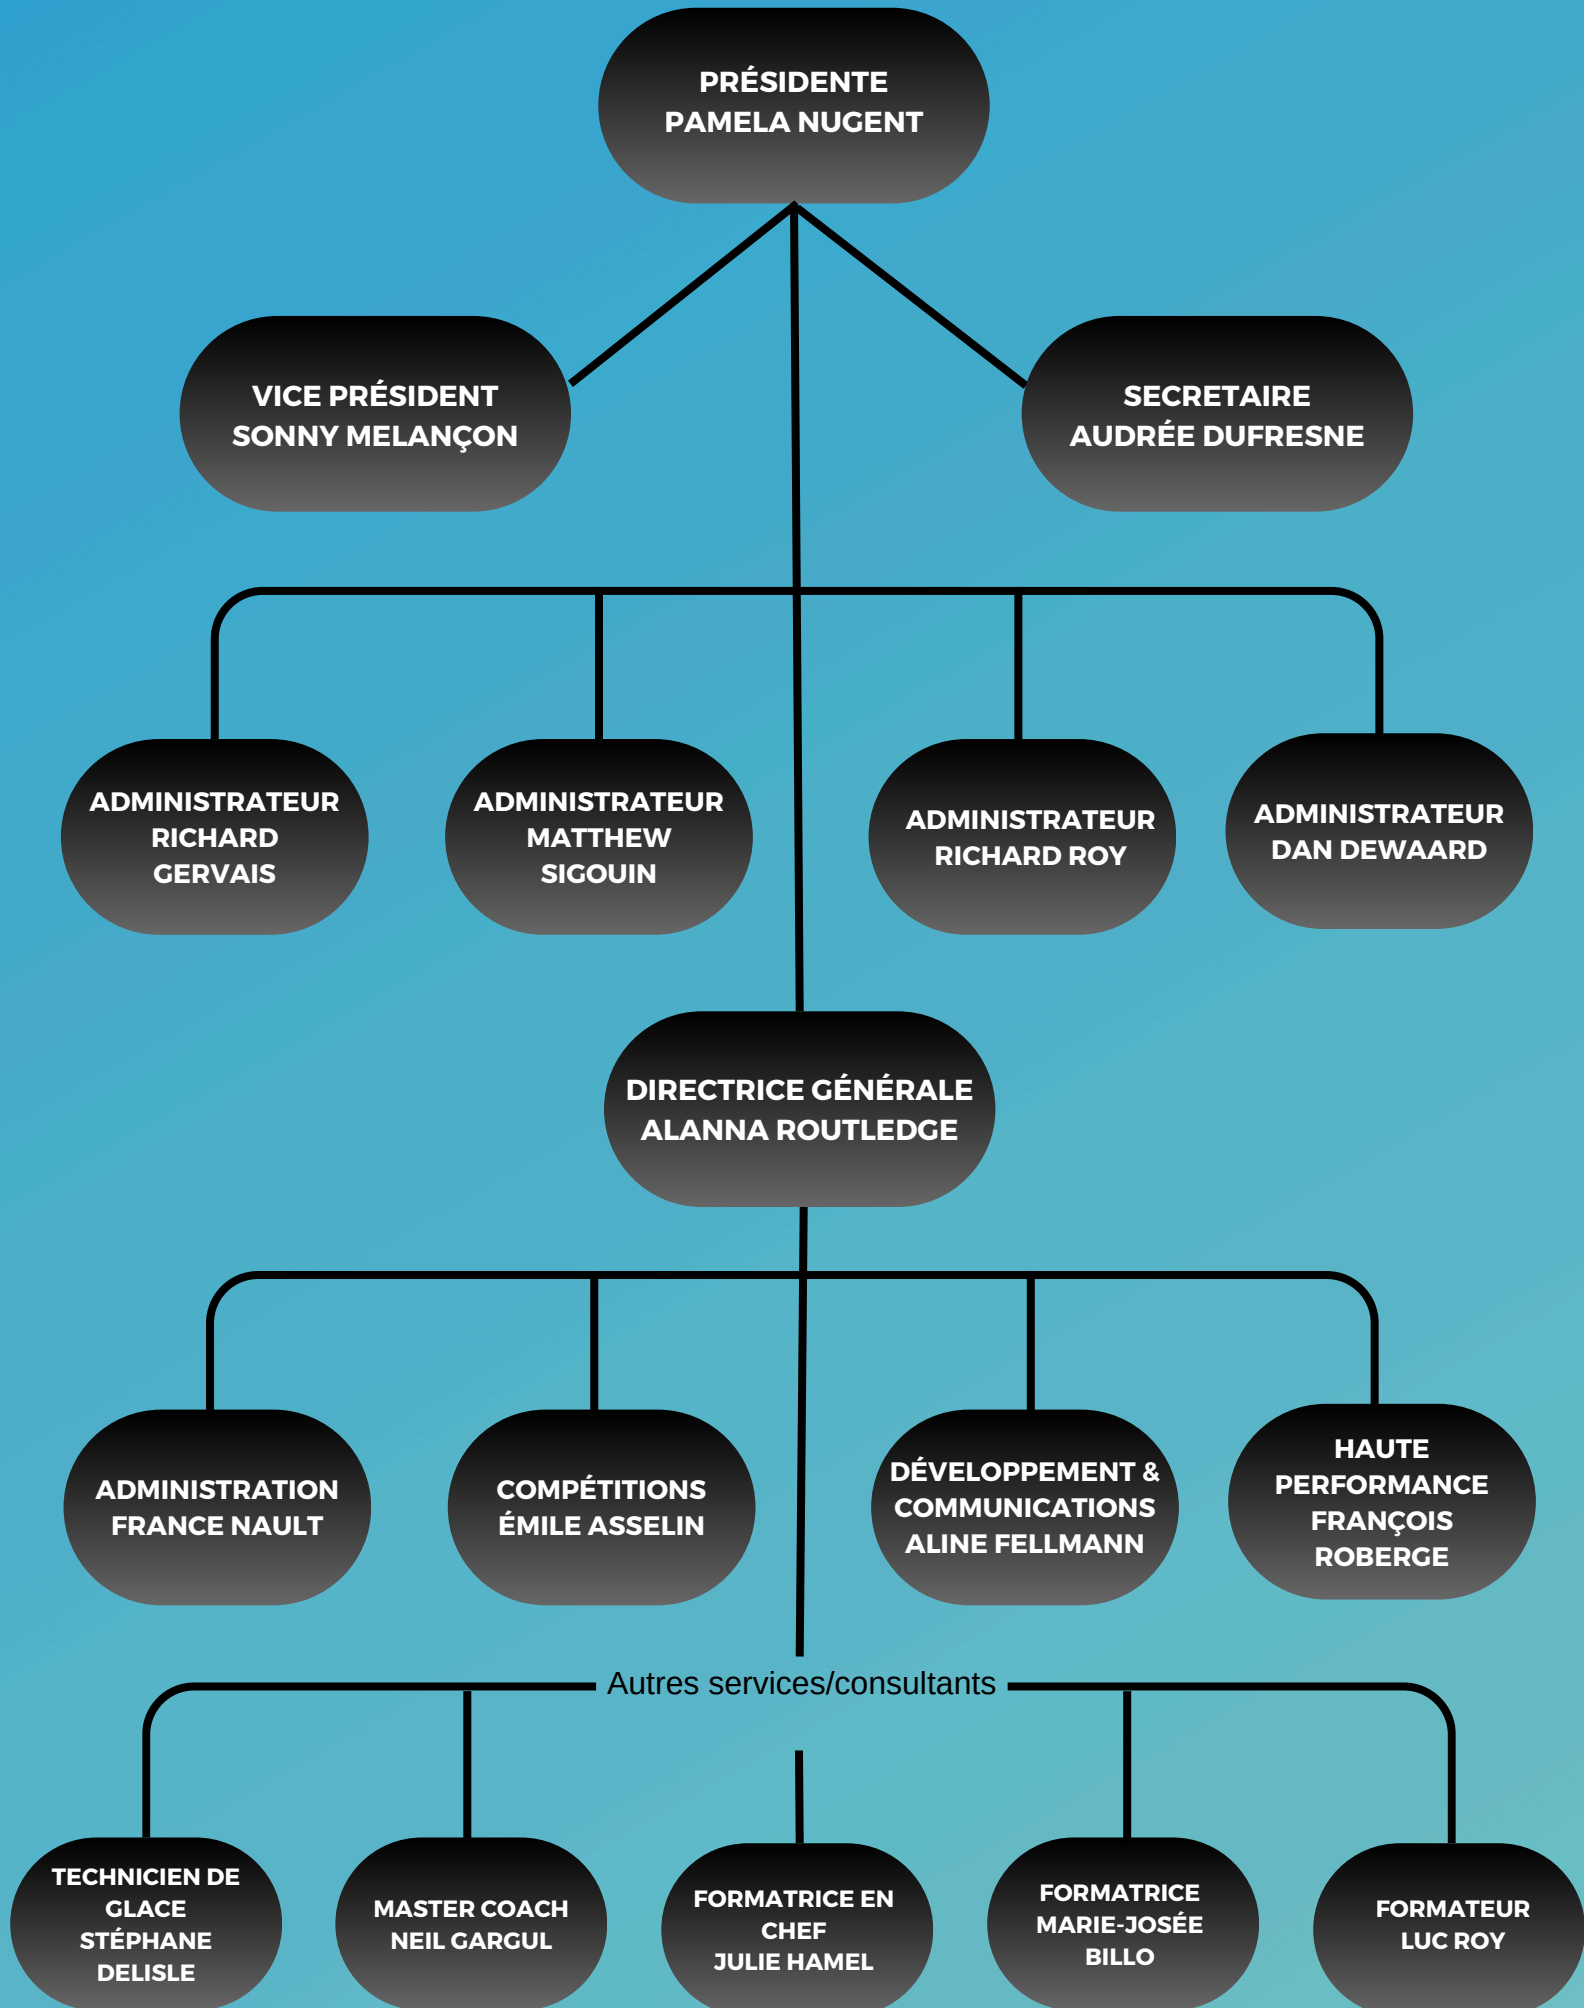 PRÉSIDENTE
PAMELA NUGENT
VICE PRÉSIDENT
SONNY MELANÇON
SECRETAIRE
AUDRÉE DUFRESNE
ADMINISTRATEUR
RICHARD
GERVAIS
ADMINISTRATEUR
MATTHEW
SIGOUIN
ADMINISTRATEUR
RICHARD ROY
ADMINISTRATEUR
DAN DEWAARD
DIRECTRICE GÉNÉRALE
ALANNA ROUTLEDGE
ADMINISTRATION
FRANCE NAULT
COMPÉTITIONS
ÉMILE ASSELIN
DÉVELOPPEMENT &
COMMUNICATIONS
ALINE FELLMANN
HAUTE
PERFORMANCE
FRANÇOIS
ROBERGE
Autres services/consultants
TECHNICIEN DE
GLACE
STÉPHANE
DELISLE
MASTER COACH
NEIL GARGUL
FORMATRICE EN
CHEF
JULIE HAMEL
FORMATRICE
MARIE-JOSÉE
BILLO
FORMATEUR
LUC ROY